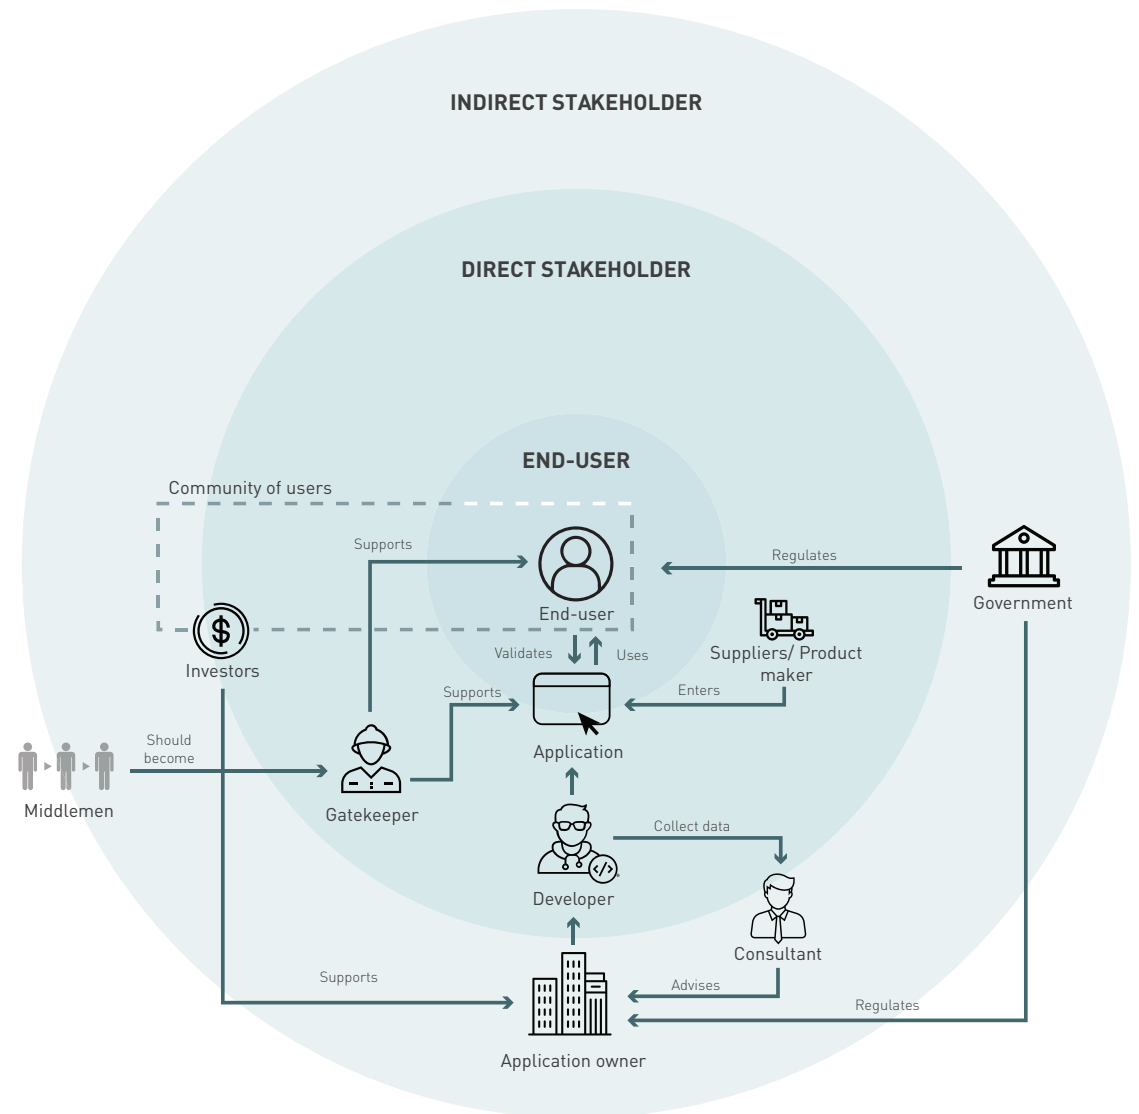 INDIRECT STAKEHOLDER
DIRECT STAKEHOLDER
END-USER
Community of users
Supports
Regulates
End-user
Government
Validates
Uses
Suppliers/ Product
maker
Investors
Supports
Enters
Should
become
Application
Middlemen
Gatekeeper
Collect data
</>
Developer
Consultant
Supports
Advises
Regulates
Application owner